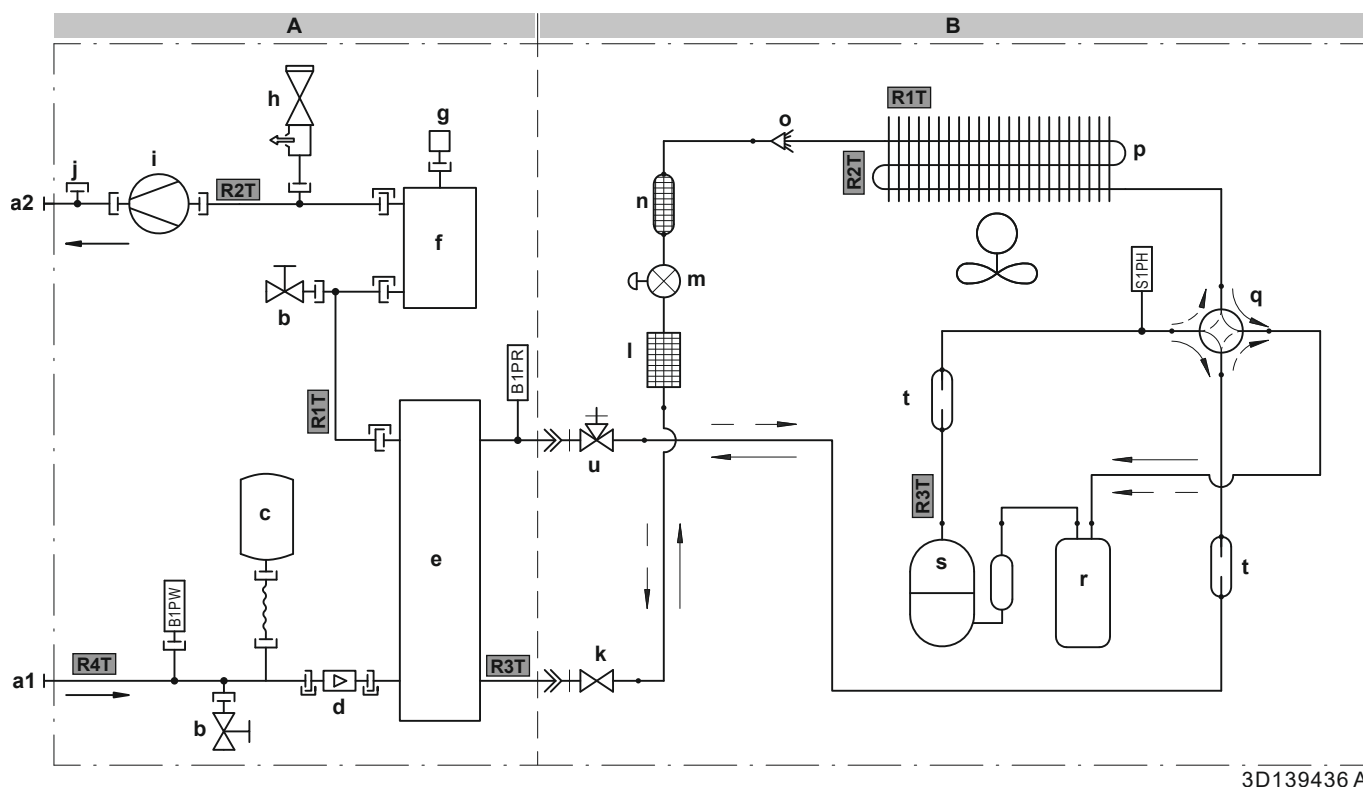 A B
h
R1T
g
o
j
i
p
R2T
R2T
a2
n
f
S1PH
q
m
b
l
B1PR
t
R1T
u
R3T
c
e
s
r
t
B1PW
R4T
R3T
k
a1
d
b
3D139436 A